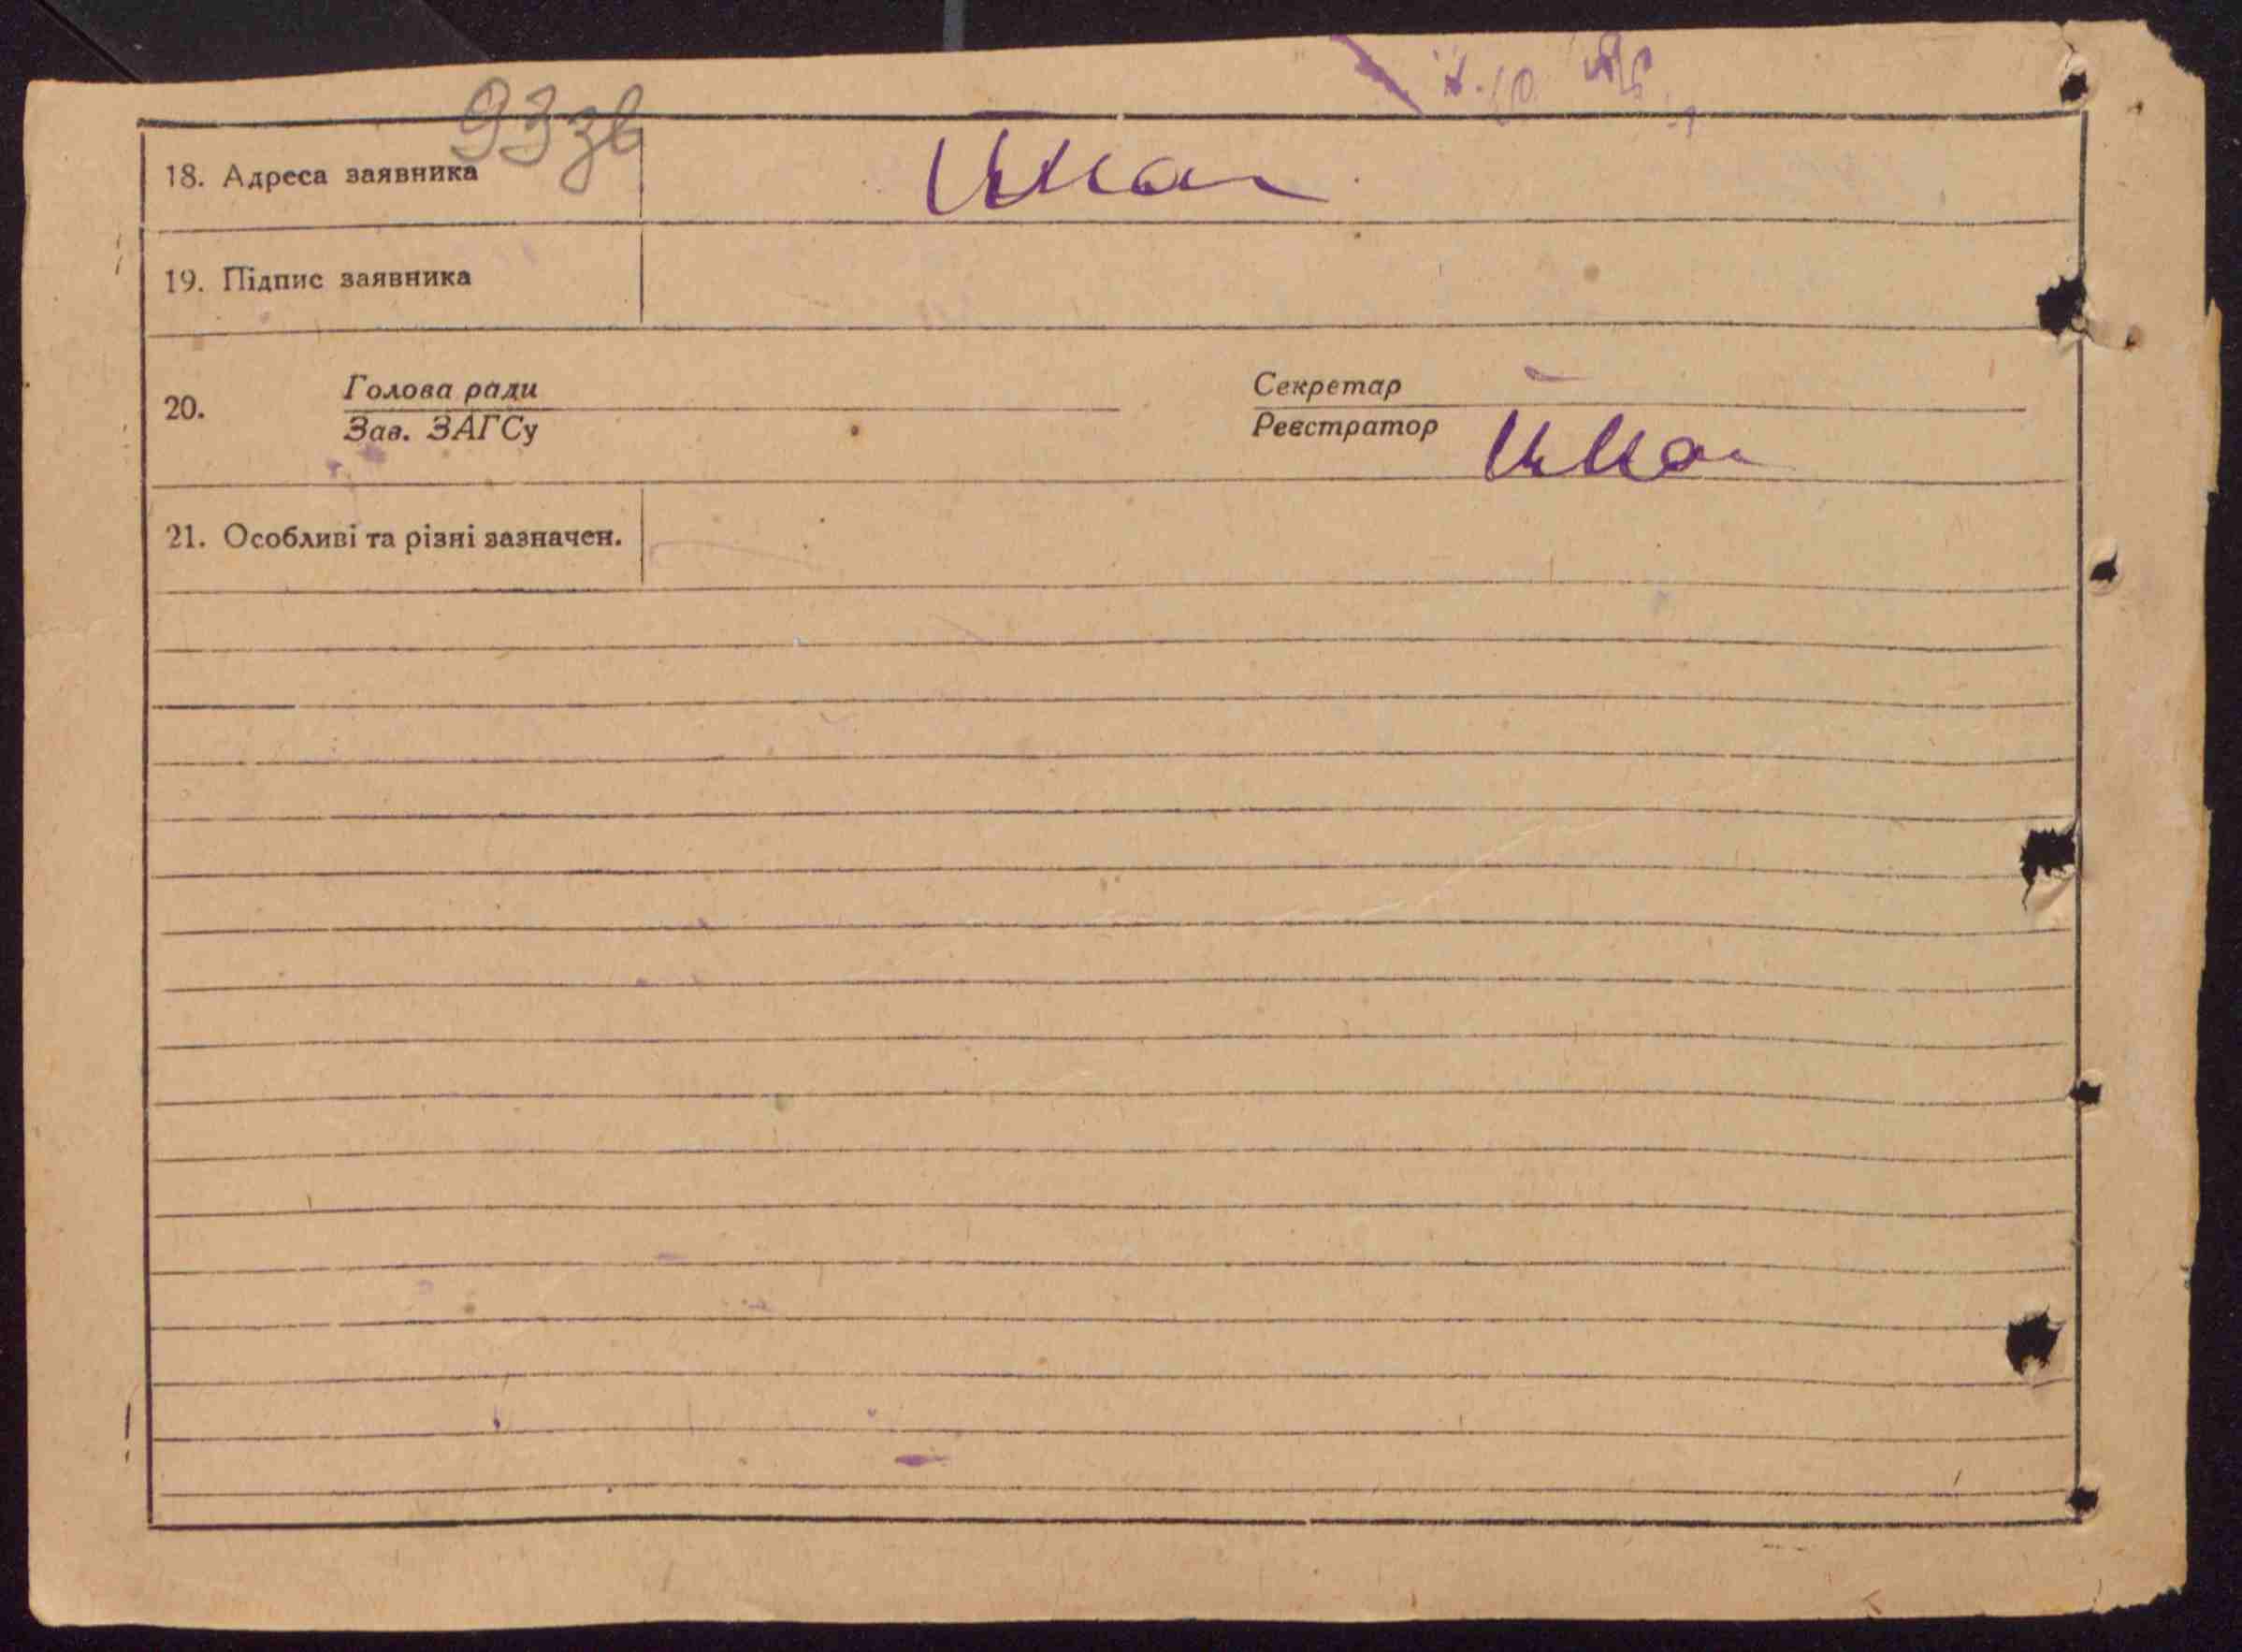 93зв
18. Адреса заявника
19. Підпис заявника
20. Голова ради Секретар
Зав. ЗАГСу Реєстратор
21. Особливі та різні зазначен.